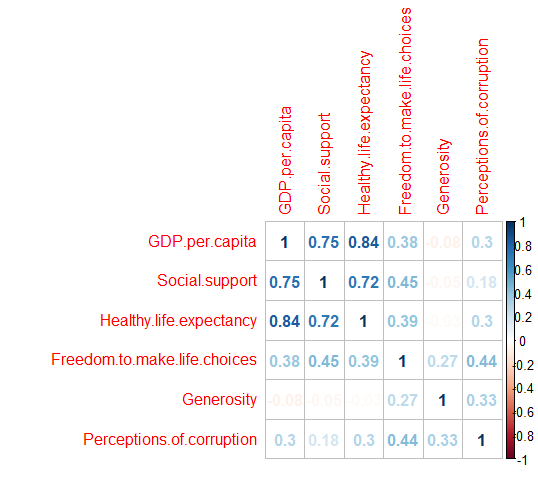 GDP.per.capita
Social.support
Healthy.life.expectancy
Freedom.to.make.life.choices
Generosity
Perceptions.of.corruption
GDP.per.capita 1 0.75 0.84 0.38 -0.08 0.3
Social.support 0.75 1 0.72 0.45 -0.05 0.18
Healthy.life.expectancy 0.84 0.72 1 0.39 0.3
Freedom.to.make.life.choices 0.38 0.45 0.39 1 0.27 0.44
Generosity -0.08 -0.05 0.27 1 0.33
Perceptions.of.corruption 0.3 0.18 0.3 0.44 0.33 1
1
0.8
0.6
0.4
0.2
0
-0.2
-0.4
-0.6
-0.8
-1